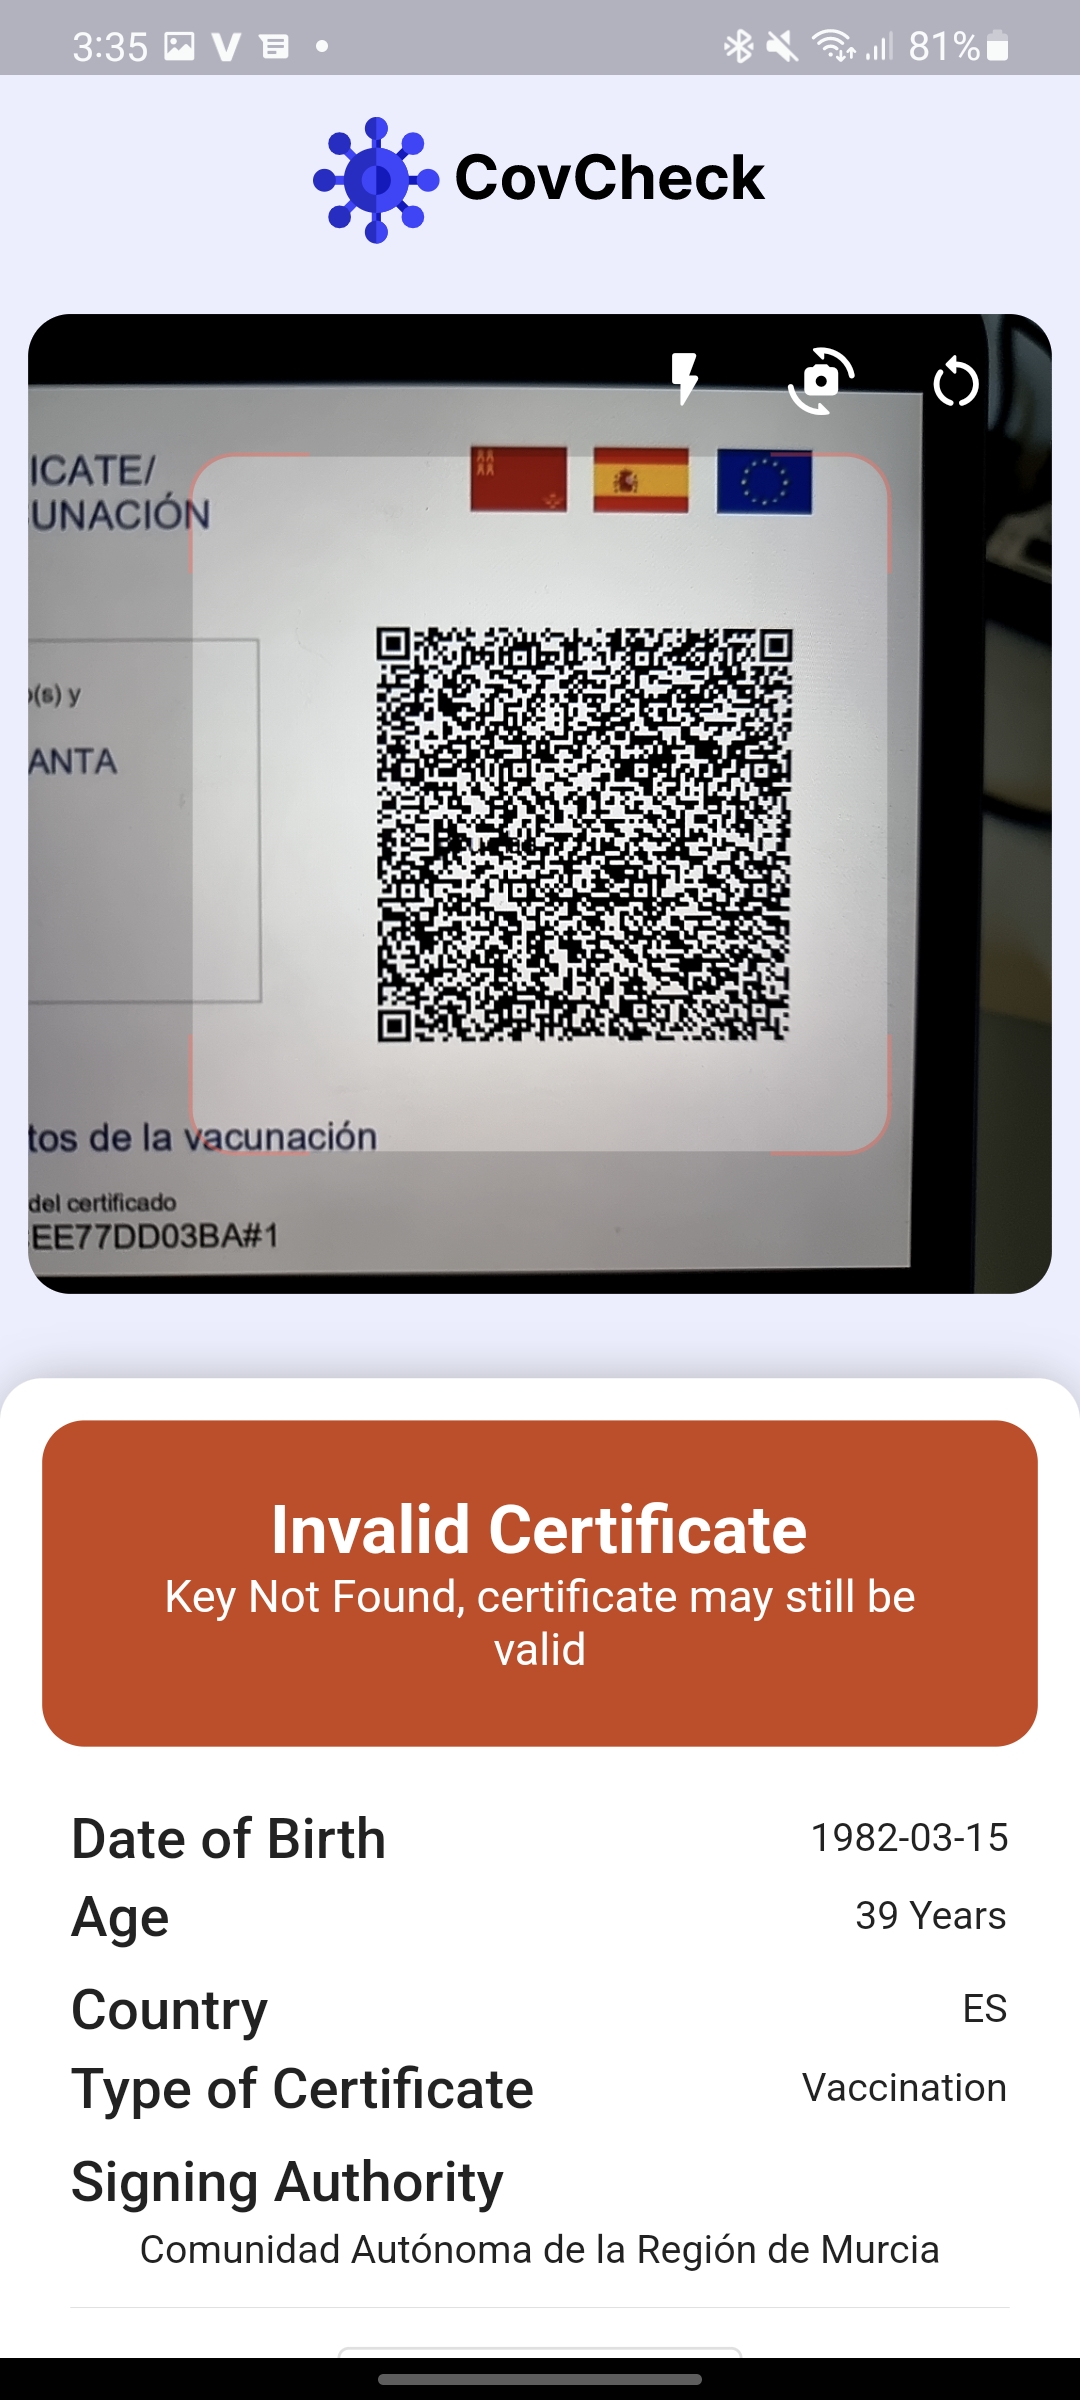 3:35
81%
CovCheck
ICATE/
UNACIÓN
(s) y
ANTA
tos de la vacunación
del certificado
EE77DD03BA#1
Invalid Certificate
Key Not Found, certificate may still be
valid
Date of Birth 1982-03-15
Age 39 Years
Country ES
Type of Certificate Vaccination
Signing Authority
Comunidad Autónoma de la Región de Murcia